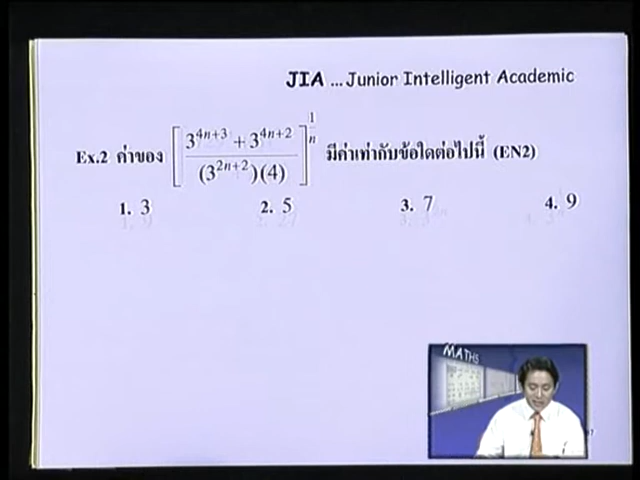 JIA ... Junior Intelligent Academic
Ex.2 ค่าของ [ (3^{4n+3} + 3^{4n+2}) / ((3^{2n+2})(4)) ]^{1/n} มีค่าเท่ากับข้อใดต่อไปนี้ (EN2)
1. 3 2. 5 3. 7 4. 9
MATHS